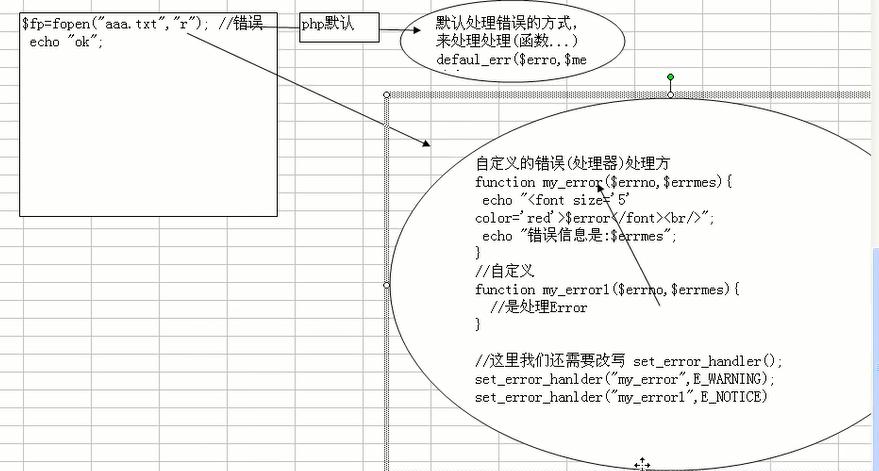 $fp=fopen("aaa.txt","r"); //错误
echo "ok";
php默认
默认处理错误的方式,
来处理处理(函数...)
defaul_err($erro,$me
自定义的错误(处理器)处理方
function my_error($errno,$errmes){
echo "<font size='5'
color='red'>$error</font><br/>";
echo "错误信息是:$errmes";
}
//自定义
function my_error1($errno,$errmes){
//是处理Error
}
//这里我们还需要改写 set_error_handler();
set_error_hanlder("my_error",E_WARNING);
set_error_hanlder("my_error1",E_NOTICE)